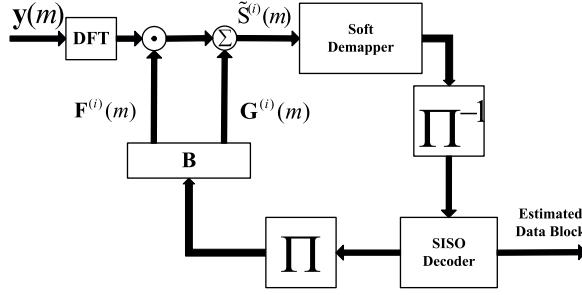 y(m)
DFT
Σ
S̃⁽ⁱ⁾(m)
Soft
Demapper
F⁽ⁱ⁾(m)
G⁽ⁱ⁾(m)
∏⁻¹
B
∏
SISO
Decoder
Estimated
Data Block